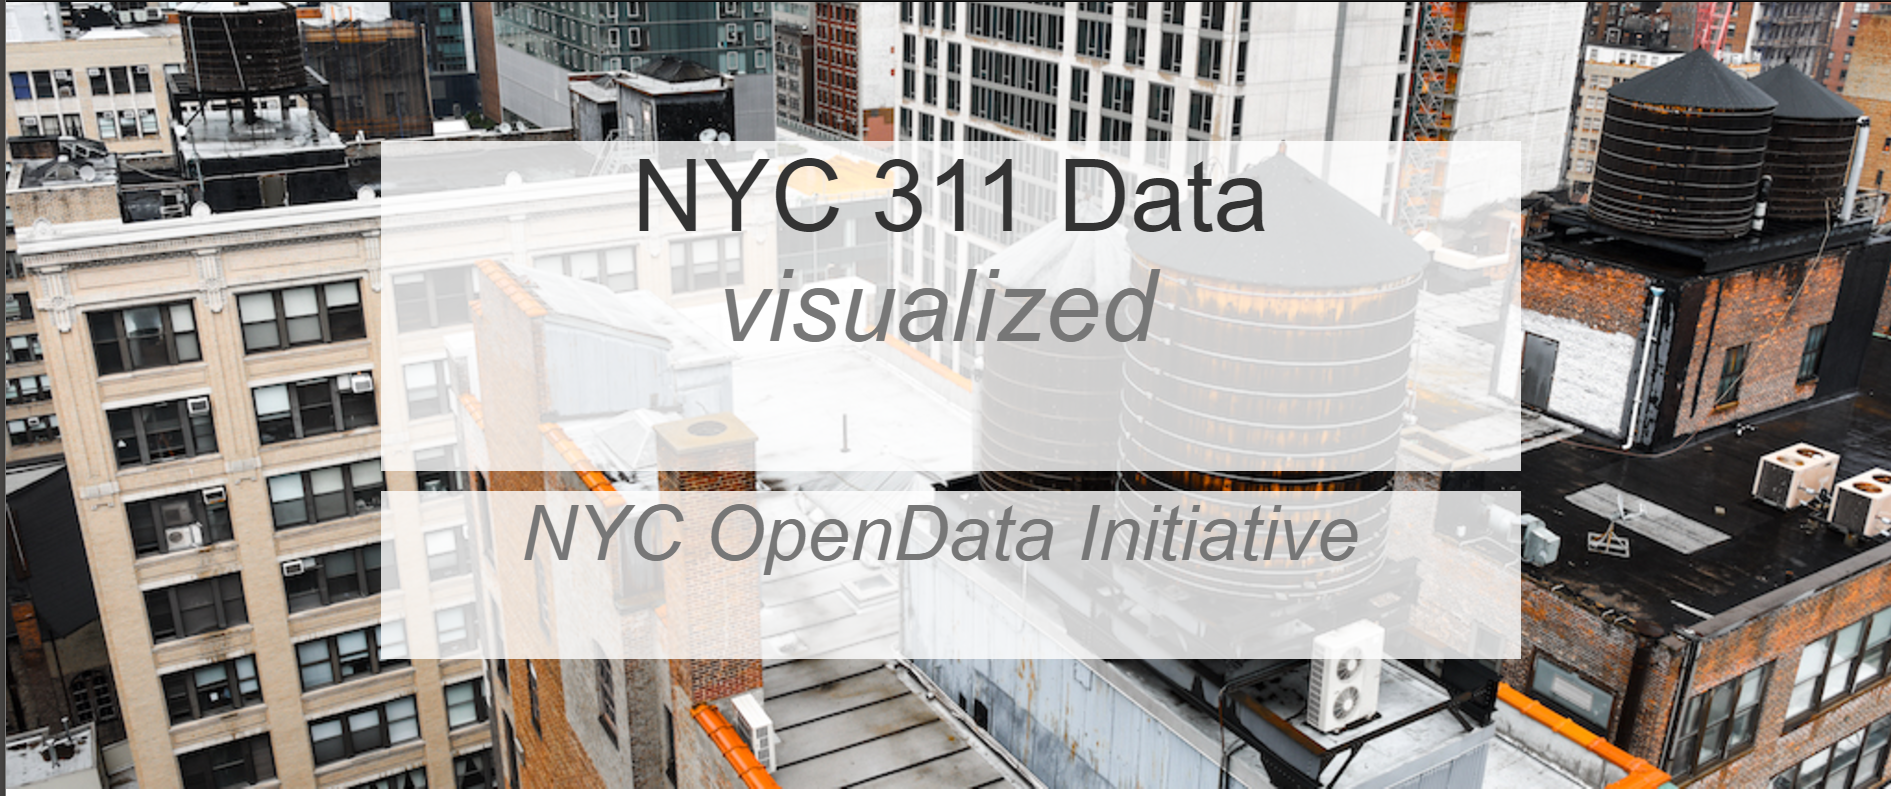 NYC 311 Data
visualized
NYC OpenData Initiative